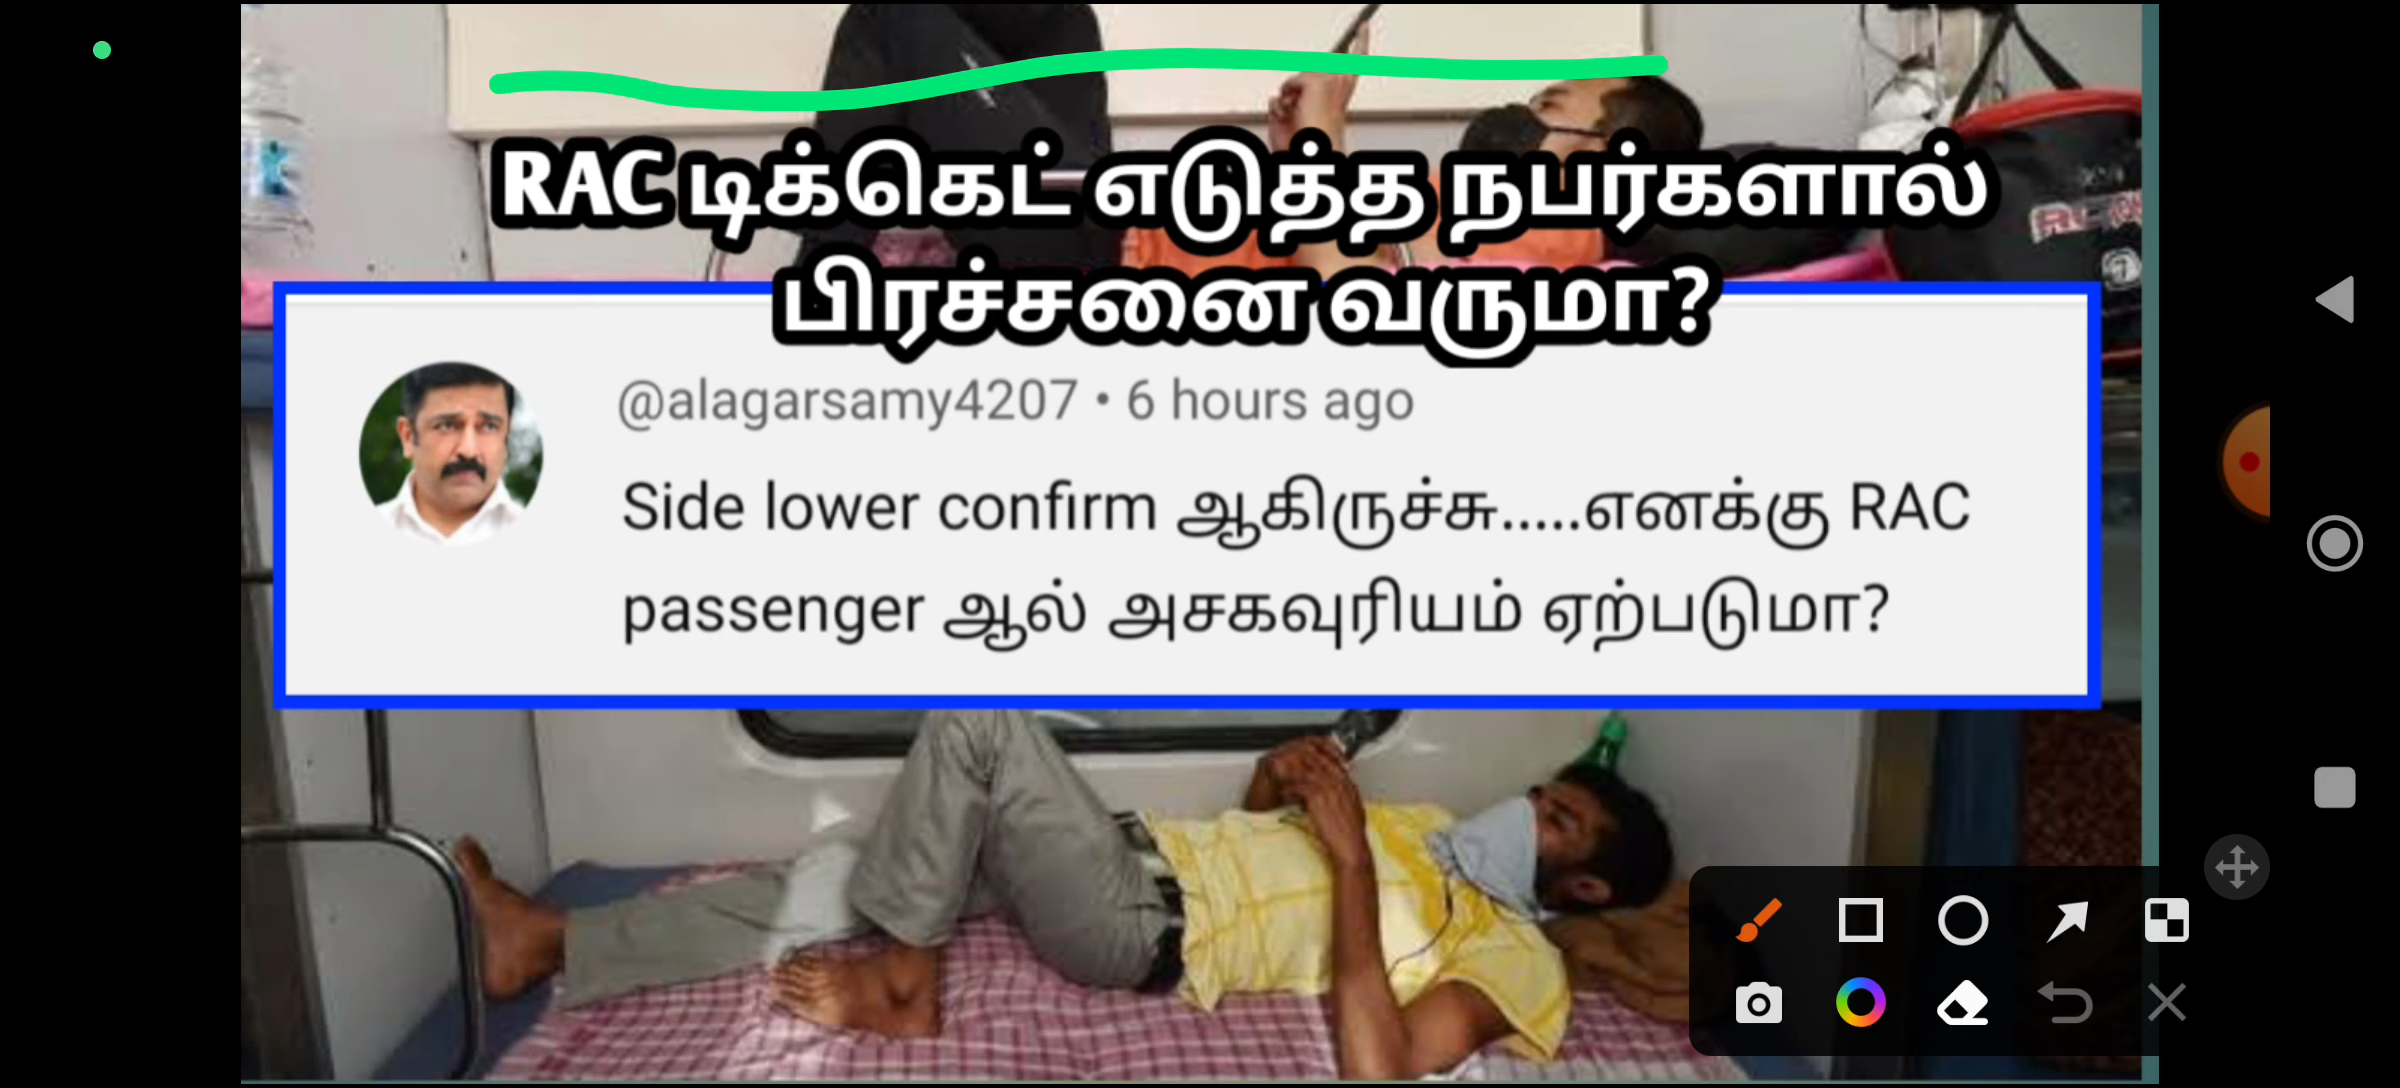 RAC டிக்கெட் எடுத்த நபர்களால்
பிரச்சனை வருமா?
@alagarsamy4207 • 6 hours ago
Side lower confirm ஆகிருச்சு.....எனக்கு RAC
passenger ஆல் அசகவுரியம் ஏற்படுமா?